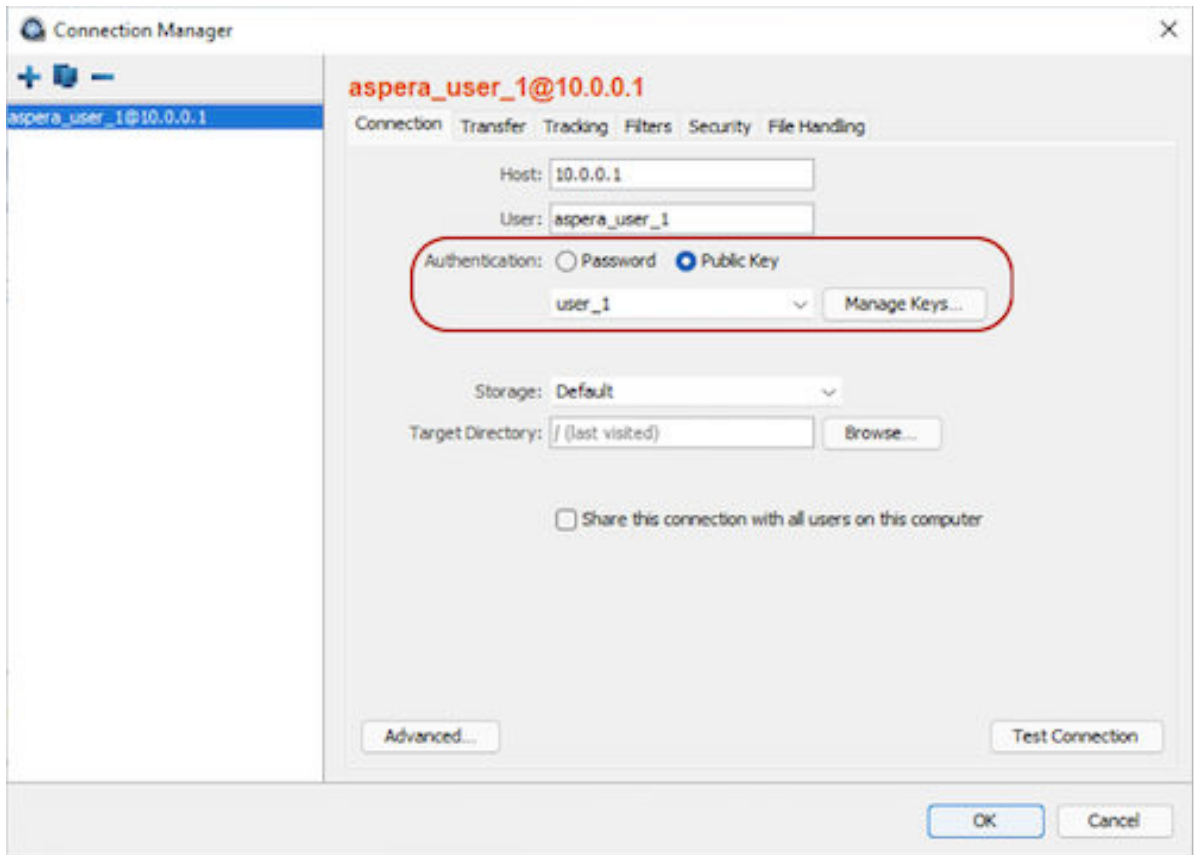 Connection Manager
aspera_user_1@10.0.0.1
aspera_user_1@10.0.0.1
Connection Transfer Tracking Filters Security File Handling
Host: 10.0.0.1
User: aspera_user_1
Authentication: Password Public Key
user_1 Manage Keys...
Storage: Default
Target Directory: / (last visited) Browse...
Share this connection with all users on this computer
Advanced... Test Connection
OK Cancel